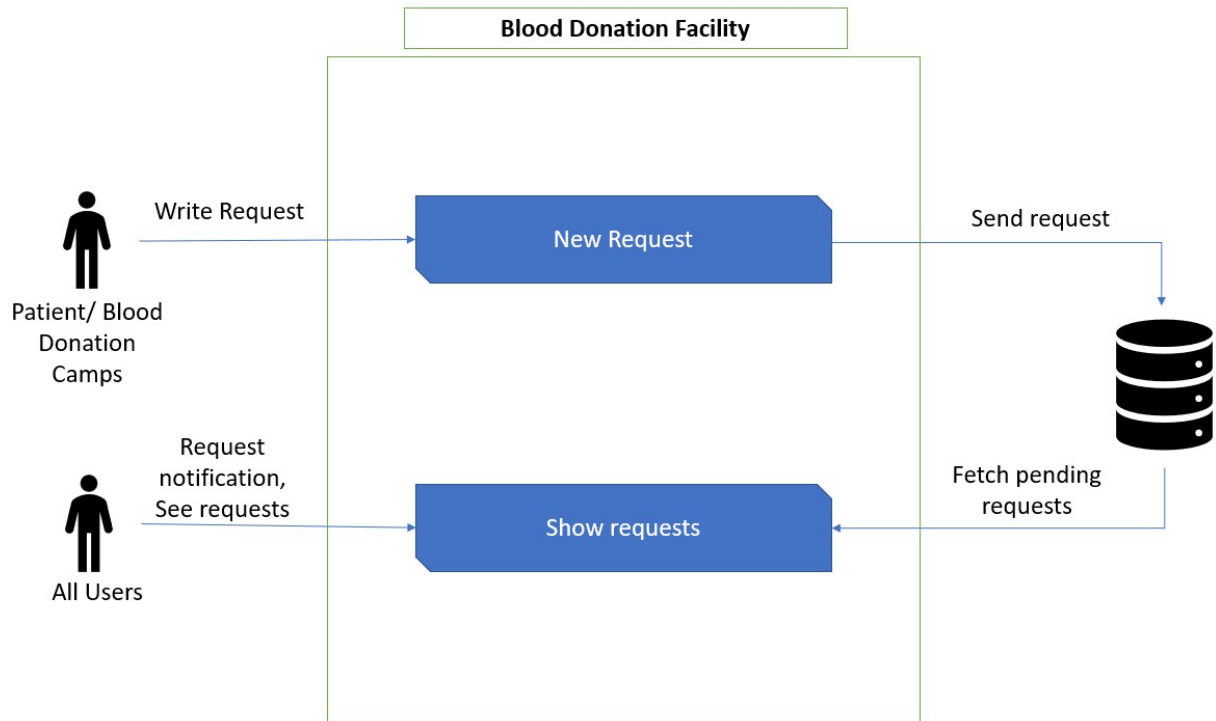 Blood Donation Facility
Write Request
New Request
Send request
Patient/ Blood
Donation
Camps
Request
notification,
See requests
Show requests
Fetch pending
requests
All Users